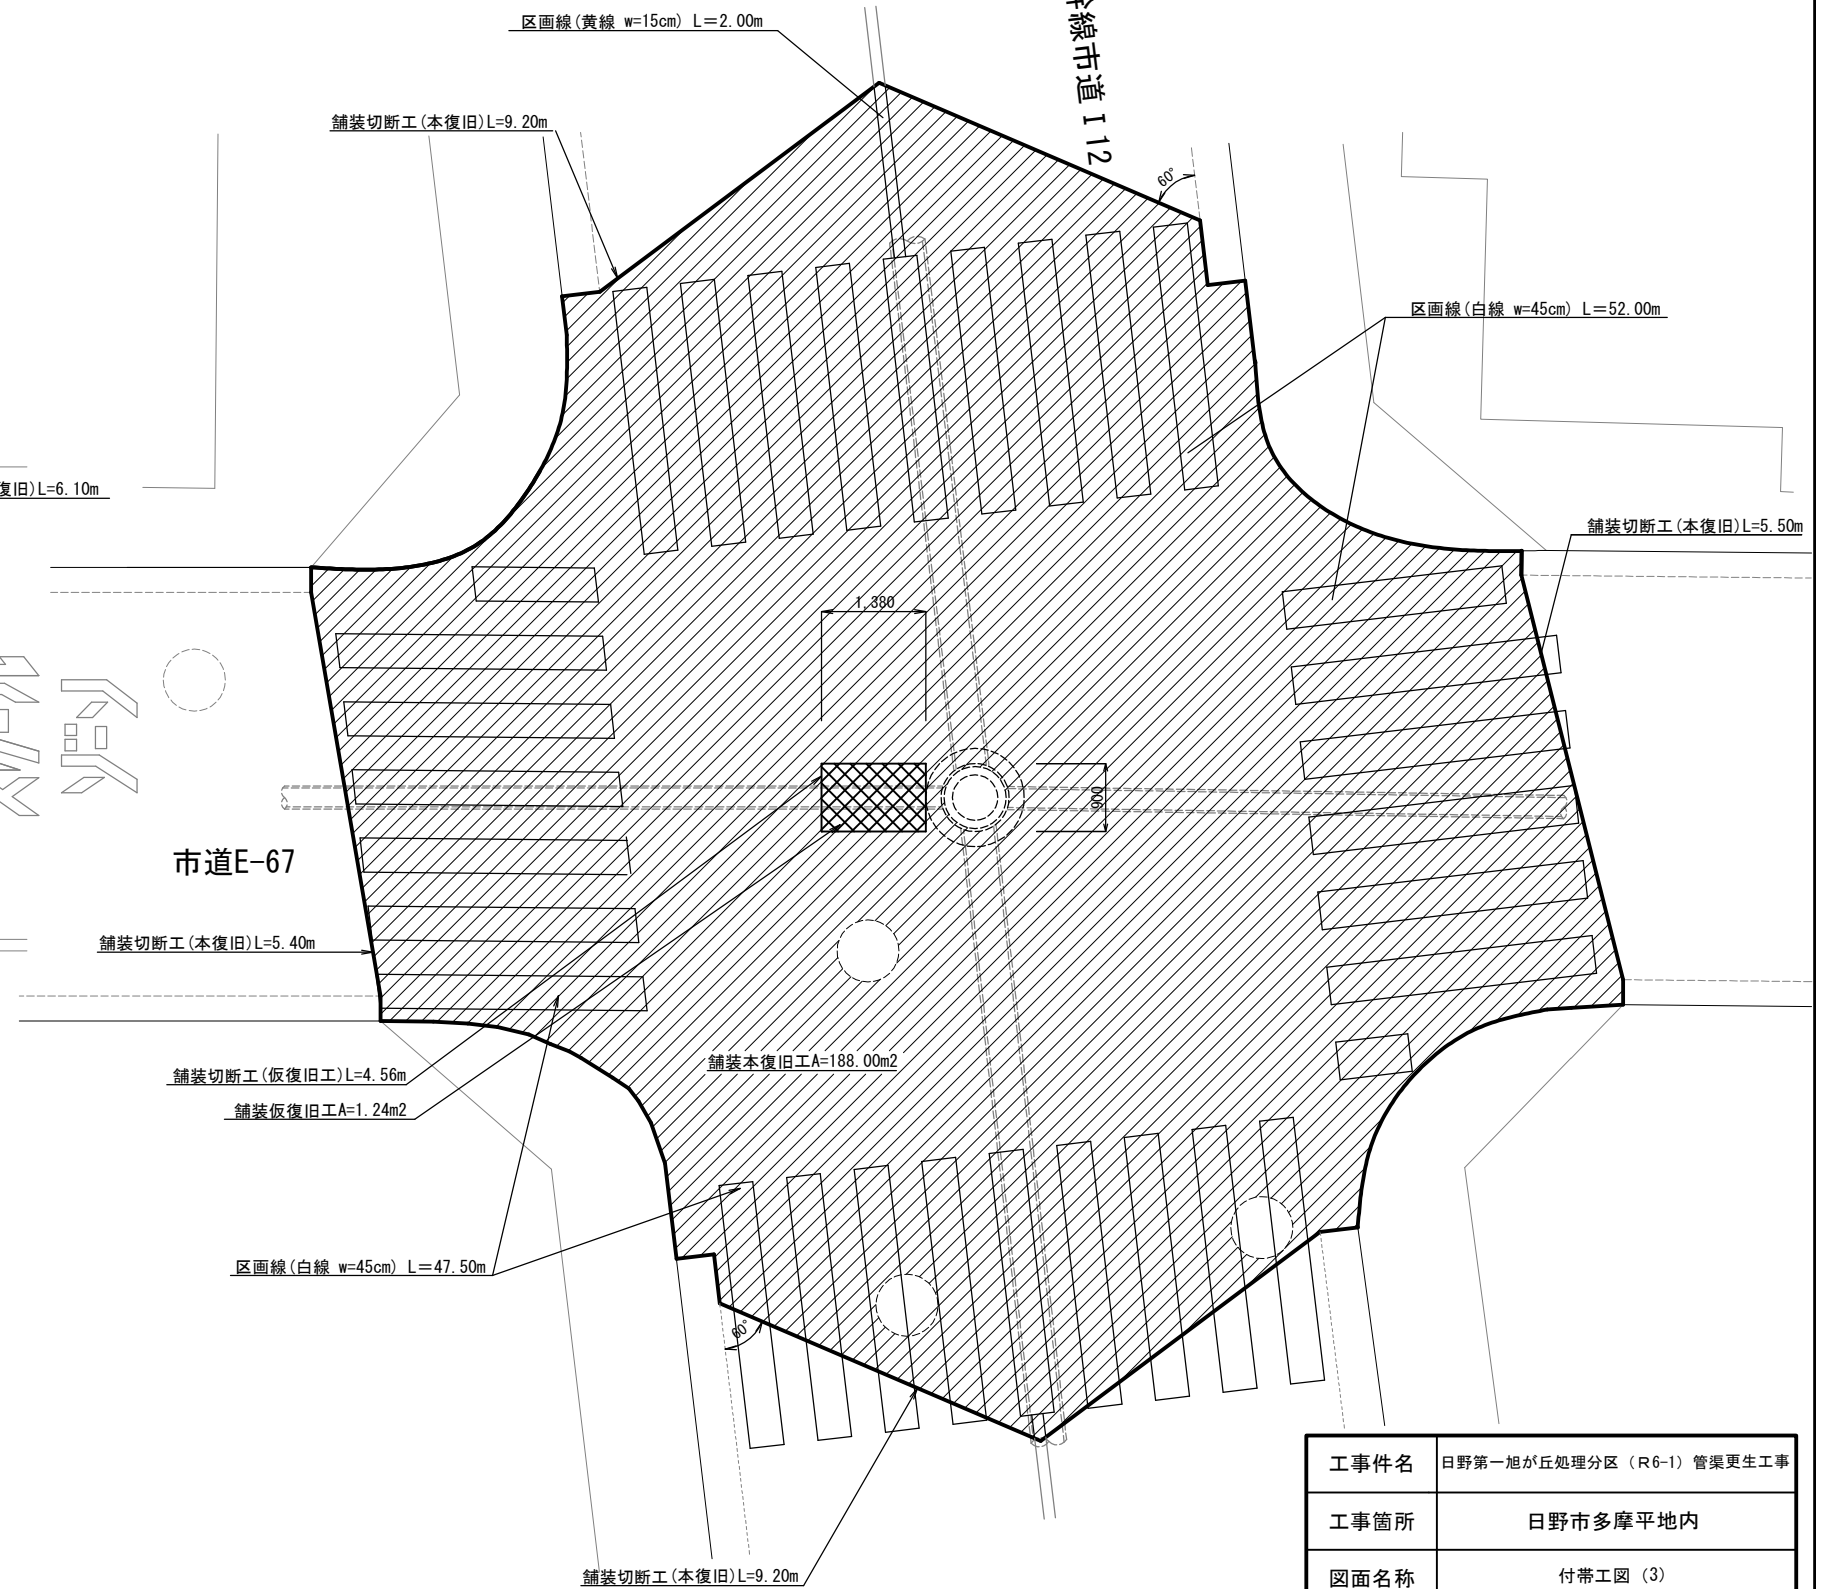 区画線(黄線 w=15cm) L=2.00m
幹線市道 I 12
舗装切断工(本復旧)L=9.20m
60°
区画線(白線 w=45cm) L=52.00m
復旧)L=6.10m
舗装切断工(本復旧)L=5.50m
1,380
900
市道E-67
舗装切断工(本復旧)L=5.40m
舗装本復旧工A=188.00m2
舗装切断工(仮復旧工)L=4.56m
舗装仮復旧工A=1.24m2
区画線(白線 w=45cm) L=47.50m
60°
舗装切断工(本復旧)L=9.20m
工事件名 日野第一旭が丘処理分区(R6-1)管渠更生工事
工事箇所 日野市多摩平地内
図面名称 付帯工図(3)